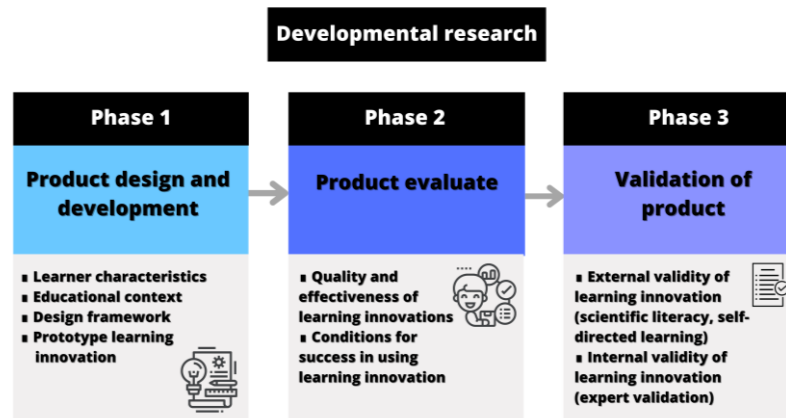 Developmental research
Phase 1
Product design and
development
▪ Learner characteristics
▪ Educational context
▪ Design framework
▪ Prototype learning
innovation
Phase 2
Product evaluate
▪ Quality and
effectiveness of
learning innovations
▪ Conditions for
success in using
learning innovation
Phase 3
Validation of
product
▪ External validity of
learning innovation
(scientific literacy, self-
directed learning)
▪ Internal validity of
learning innovation
(expert validation)